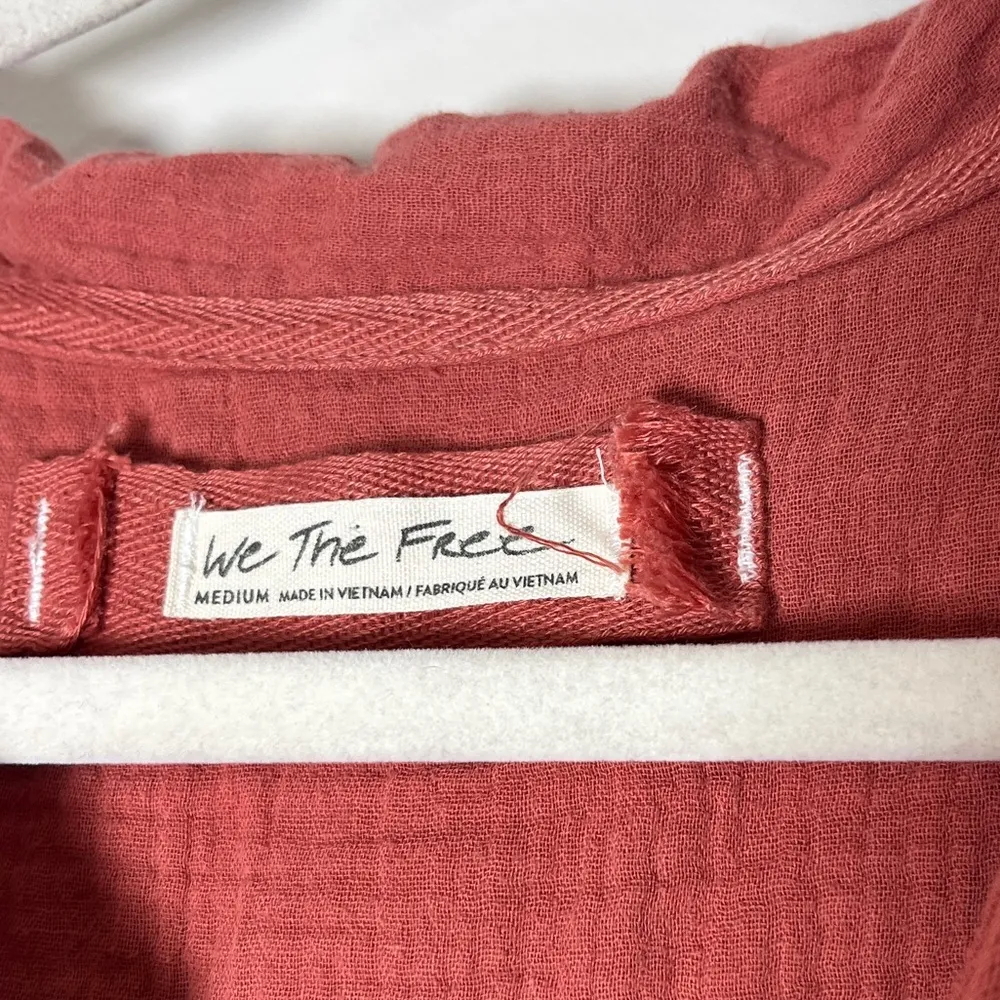 We The Free
MEDIUM MADE IN VIETNAM / FABRIQUÉ AU VIETNAM